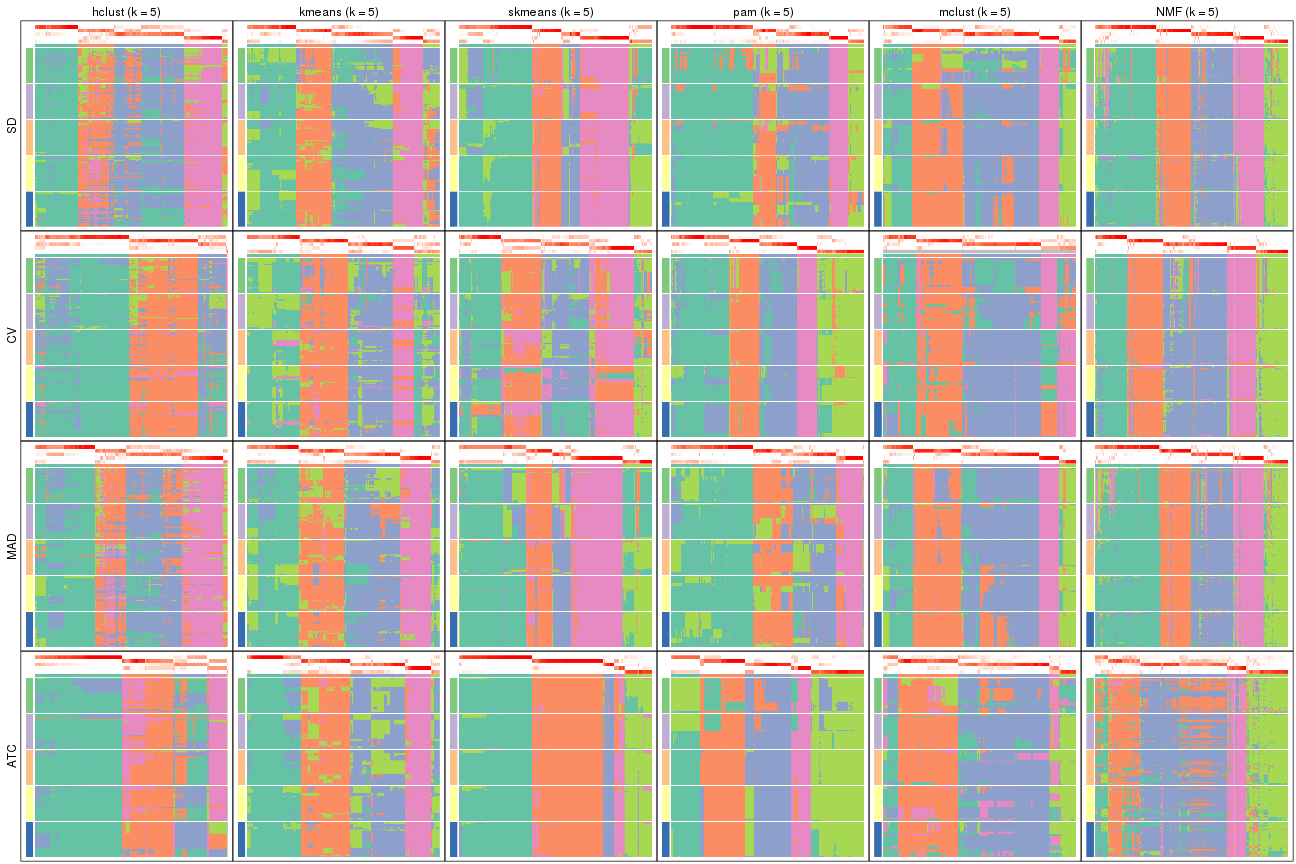 hclust (k = 5) kmeans (k = 5) skmeans (k = 5) pam (k = 5) mclust (k = 5) NMF (k = 5)
SD
CV
MAD
ATC